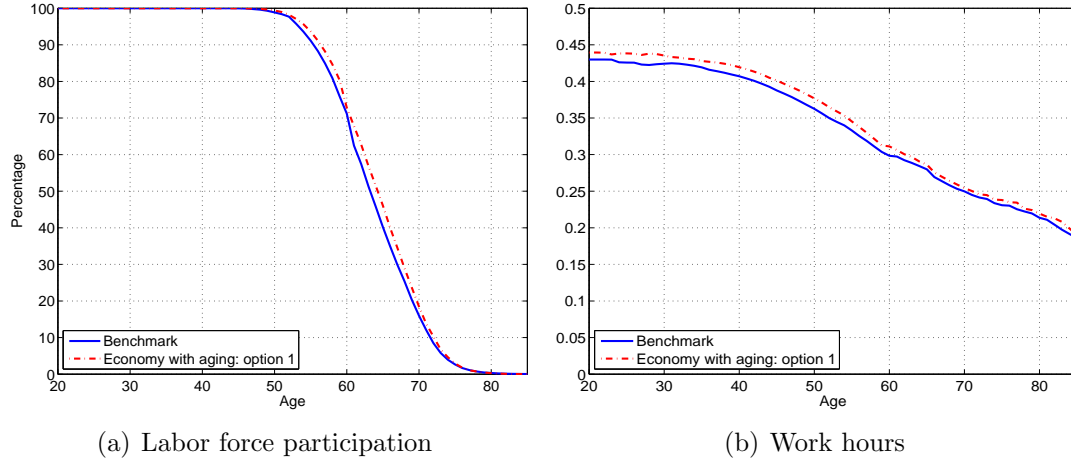 100
90
80
70
60
50
40
30
20
10
0
Percentage
20 30 40 50 60 70 80
Age
Benchmark
Economy with aging: option 1
(a) Labor force participation
0.5
0.45
0.4
0.35
0.3
0.25
0.2
0.15
0.1
0.05
0
20 30 40 50 60 70 80
Age
Benchmark
Economy with aging: option 1
(b) Work hours